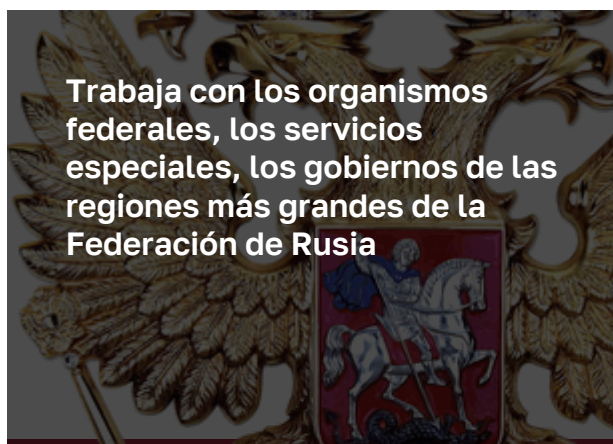 Trabaja con los organismos
federales, los servicios
especiales, los gobiernos de las
regiones más grandes de la
Federación de Rusia